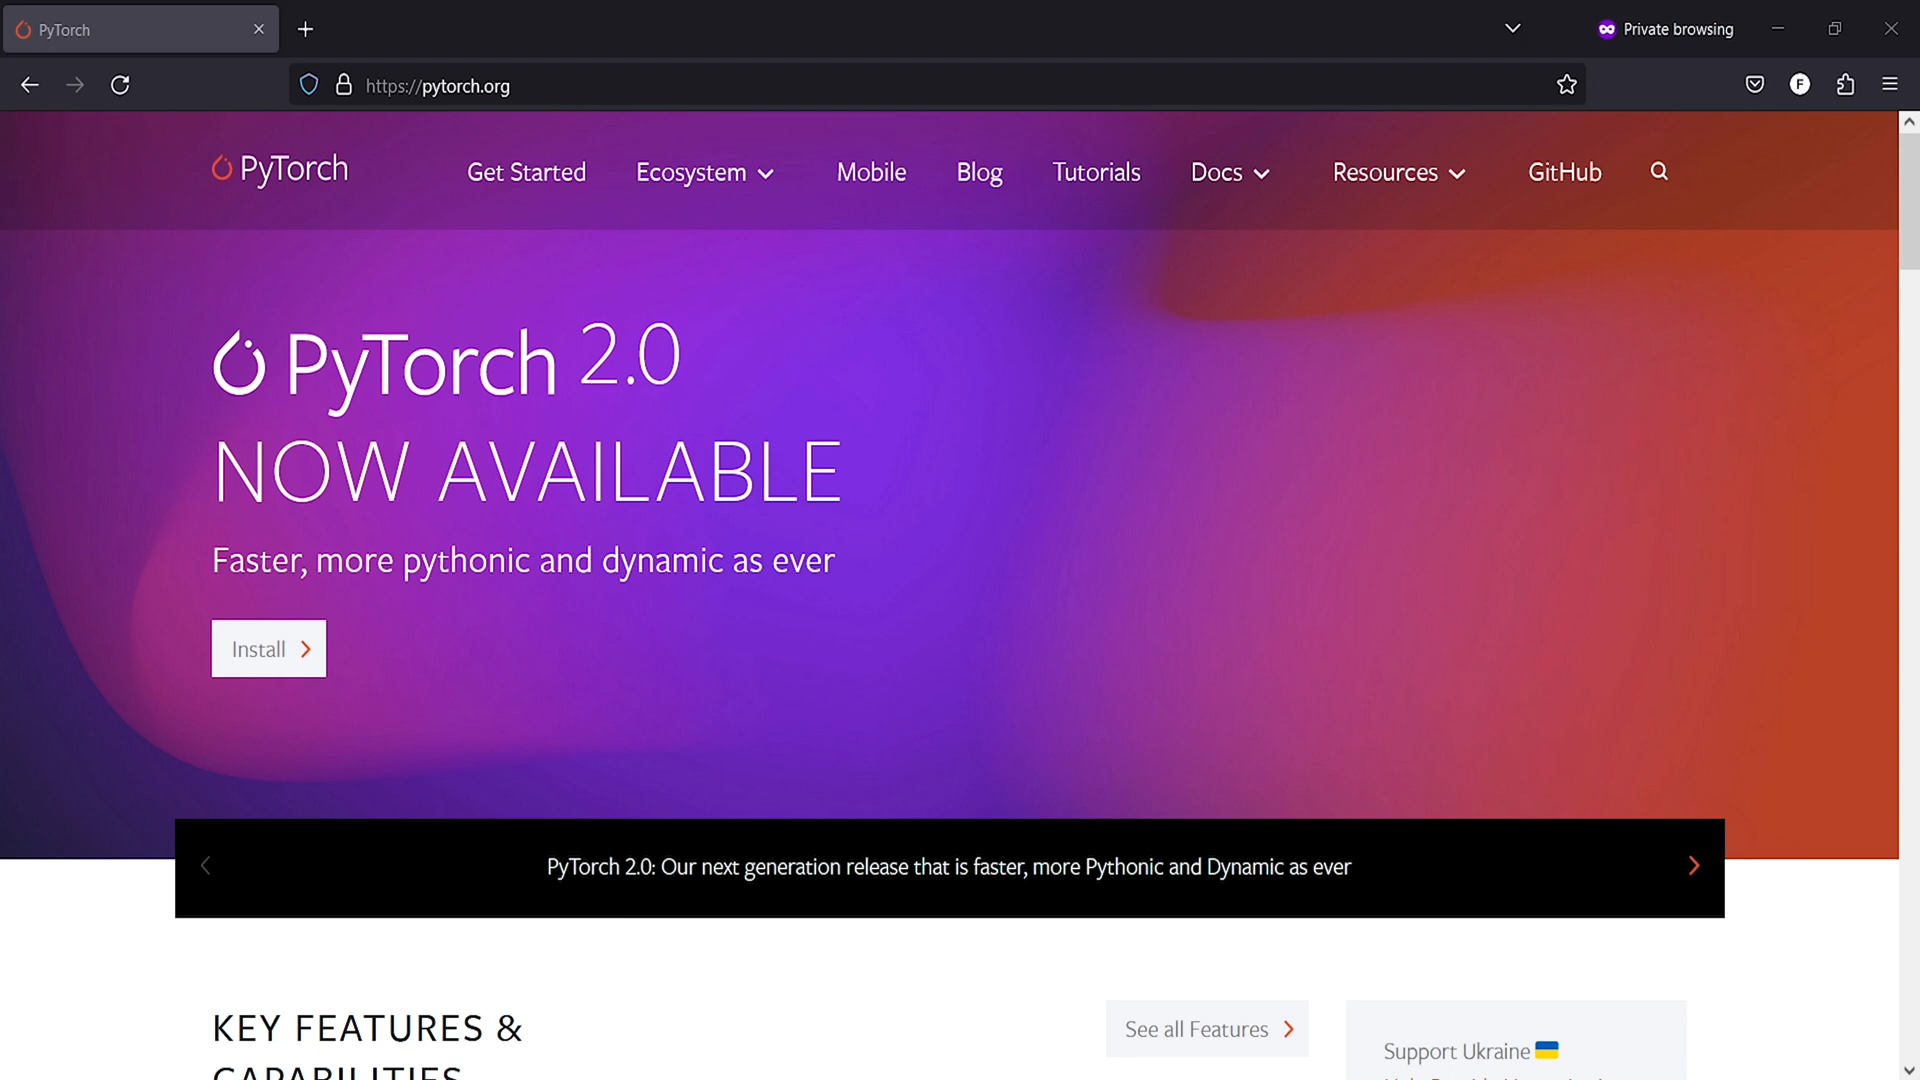 PyTorch
Private browsing
https://pytorch.org
F
PyTorch
Get Started
Ecosystem
Mobile
Blog
Tutorials
Docs
Resources
GitHub
PyTorch 2.0
NOW AVAILABLE
Faster, more pythonic and dynamic as ever
Install
PyTorch 2.0: Our next generation release that is faster, more Pythonic and Dynamic as ever
KEY FEATURES &
CAPABILITIES
See all Features
Support Ukraine